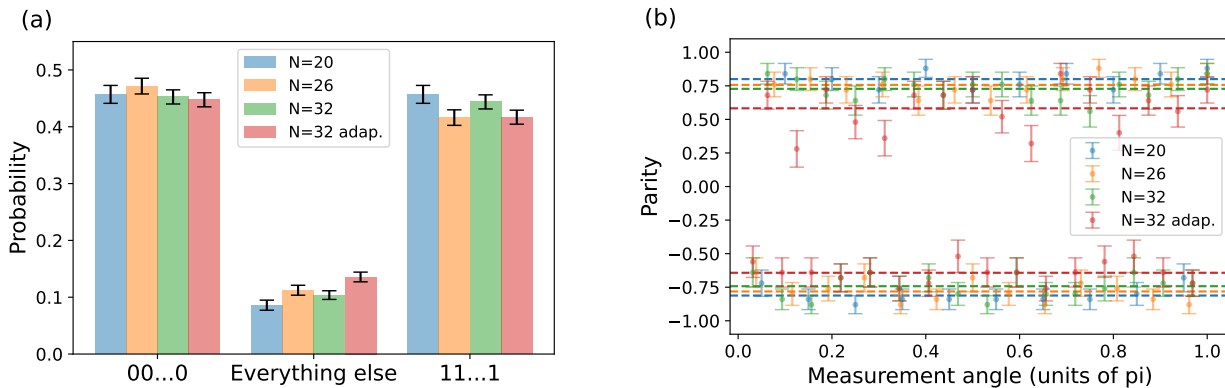 (a)
0.5
0.4
0.3
0.2
0.1
0.0
Probability
N=20
N=26
N=32
N=32 adap.
00...0 Everything else 11...1
(b)
1.00
0.75
0.50
0.25
0.00
−0.25
−0.50
−0.75
−1.00
Parity
N=20
N=26
N=32
N=32 adap.
0.0 0.2 0.4 0.6 0.8 1.0
Measurement angle (units of pi)